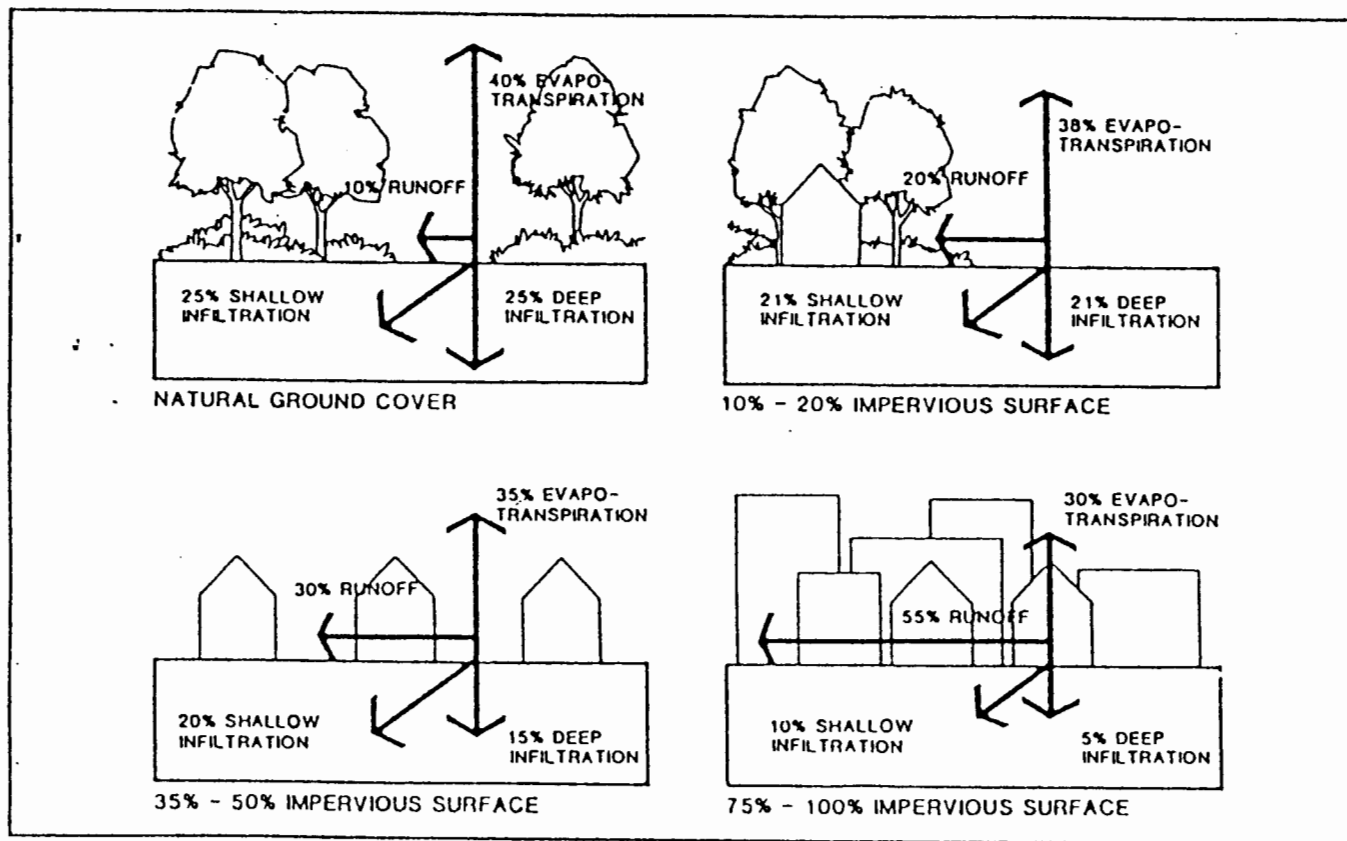 40% EVAPO-
TRANSPIRATION
10% RUNOFF
25% SHALLOW
INFILTRATION
25% DEEP
INFILTRATION
NATURAL GROUND COVER
38% EVAPO-
TRANSPIRATION
20% RUNOFF
21% SHALLOW
INFILTRATION
21% DEEP
INFILTRATION
10% - 20% IMPERVIOUS SURFACE
35% EVAPO-
TRANSPIRATION
30% RUNOFF
20% SHALLOW
INFILTRATION
15% DEEP
INFILTRATION
35% - 50% IMPERVIOUS SURFACE
30% EVAPO-
TRANSPIRATION
55% RUNOFF
10% SHALLOW
INFILTRATION
5% DEEP
INFILTRATION
75% - 100% IMPERVIOUS SURFACE